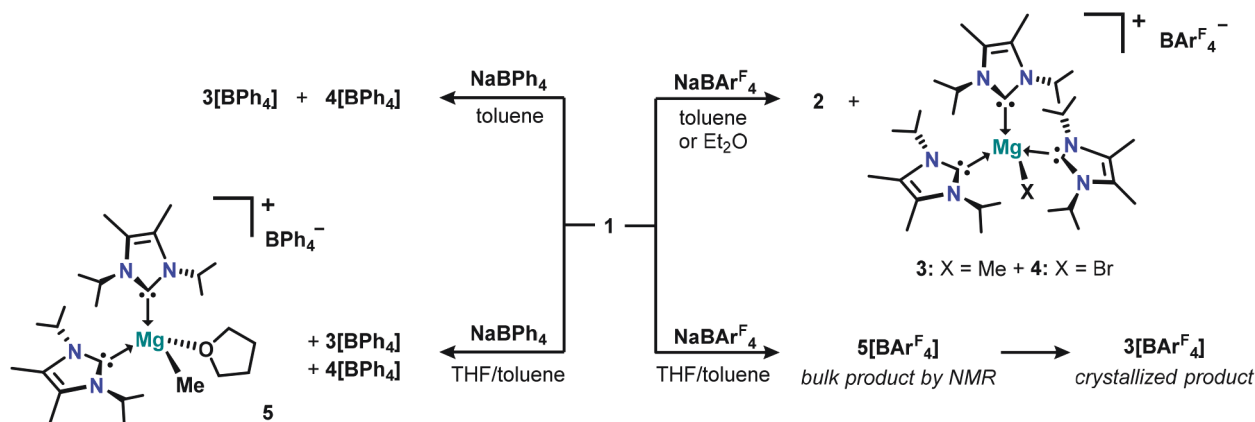 NaBPh₄
toluene
3[BPh₄] + 4[BPh₄]
NaBArᶠ₄
toluene
or Et₂O
2 +
N N
N
N
N
N
Mg
X
+
BArᶠ₄⁻
3: X = Me + 4: X = Br
1
NaBPh₄
THF/toluene
+ 3[BPh₄]
+ 4[BPh₄]
+
BPh₄⁻
N N
N
N
Mg
O
Me
5
NaBArᶠ₄
THF/toluene
5[BArᶠ₄]
bulk product by NMR
3[BArᶠ₄]
crystallized product